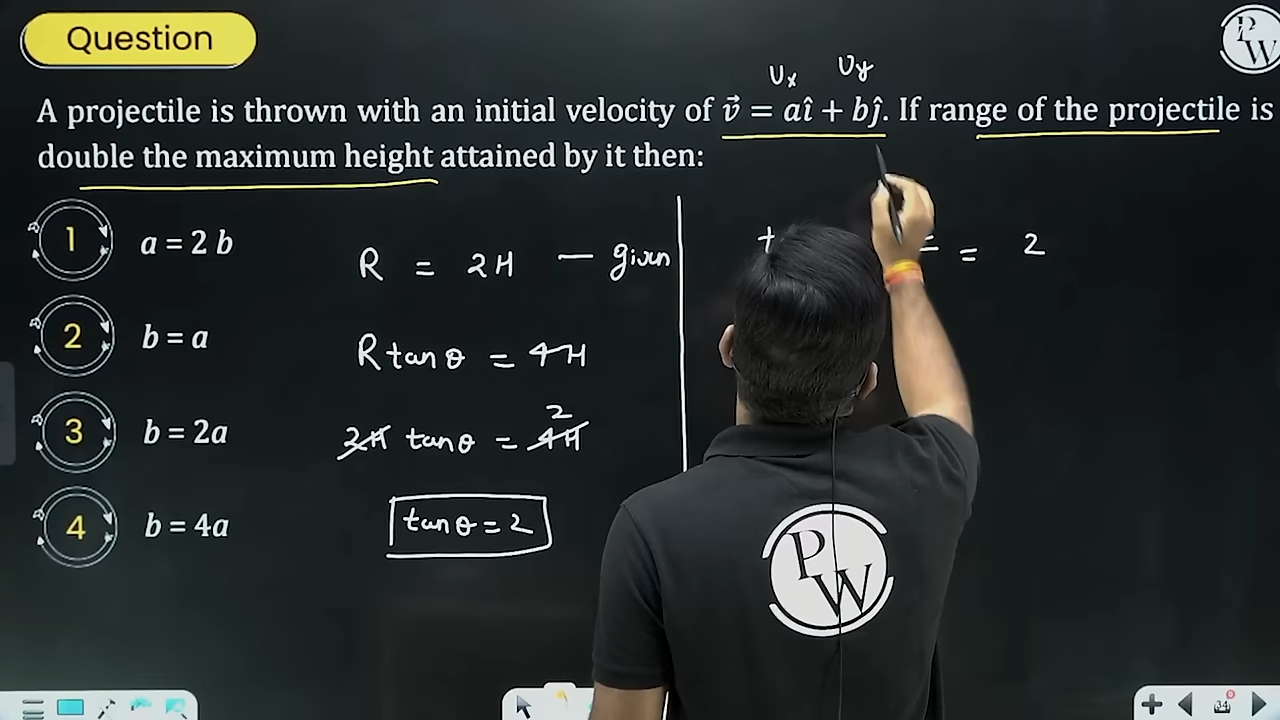 Question
PW
Ux Uy
A projectile is thrown with an initial velocity of v⃗ = aî + bĵ. If range of the projectile is
double the maximum height attained by it then:
1 a = 2 b
2 b = a
3 b = 2a
4 b = 4a
R = 2H — given
R tan θ = 4H
2H tan θ = 4H 2
tan θ = 2
t = 2
PW